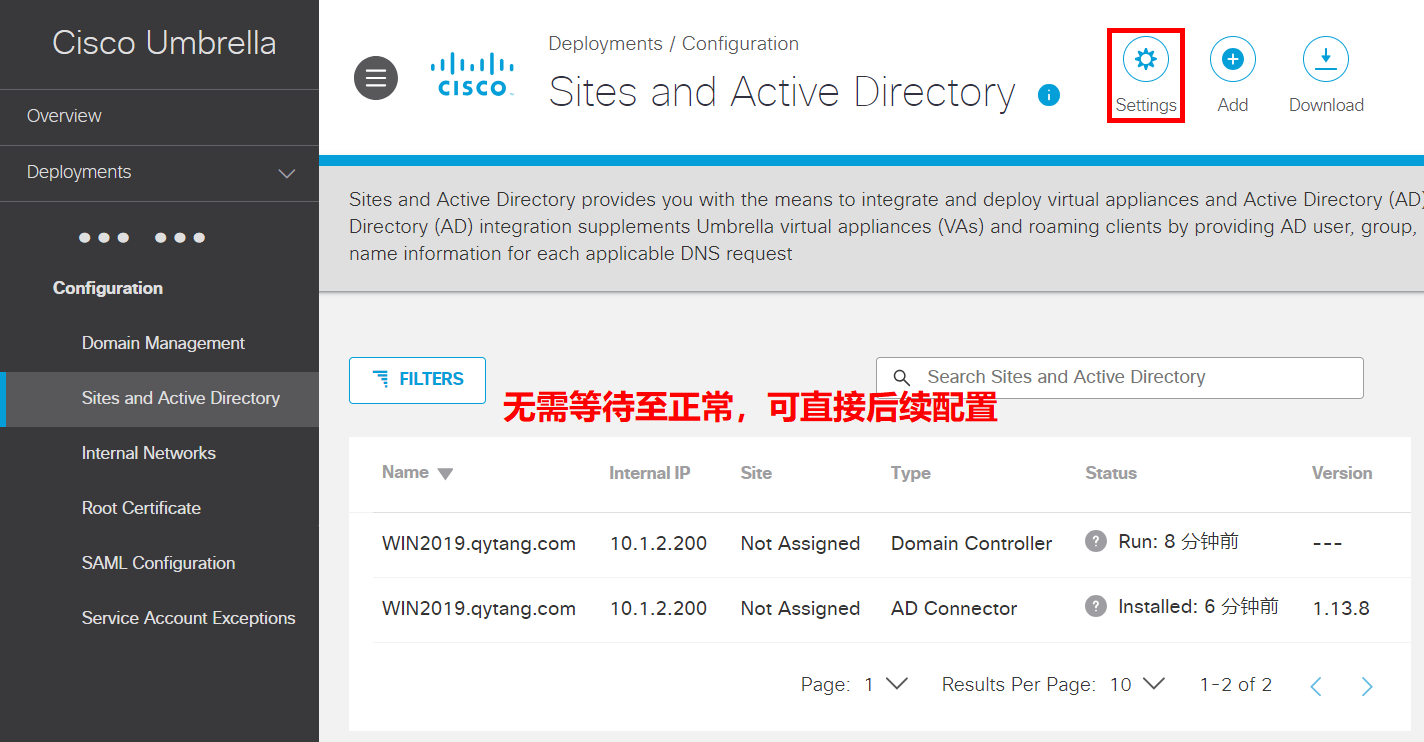 Cisco Umbrella
Overview
Deployments
Configuration
Domain Management
Sites and Active Directory
Internal Networks
Root Certificate
SAML Configuration
Service Account Exceptions
CISCO
Deployments / Configuration
Sites and Active Directory
Settings
Add
Download
Sites and Active Directory provides you with the means to integrate and deploy virtual appliances and Active Directory (AD)
Directory (AD) integration supplements Umbrella virtual appliances (VAs) and roaming clients by providing AD user, group,
name information for each applicable DNS request
FILTERS
Search Sites and Active Directory
无需等待至正常，可直接后续配置
Name Internal IP Site Type Status Version
WIN2019.qytang.com 10.1.2.200 Not Assigned Domain Controller ? Run: 8 分钟前 ---
WIN2019.qytang.com 10.1.2.200 Not Assigned AD Connector ? Installed: 6 分钟前 1.13.8
Page: 1 Results Per Page: 10 1-2 of 2